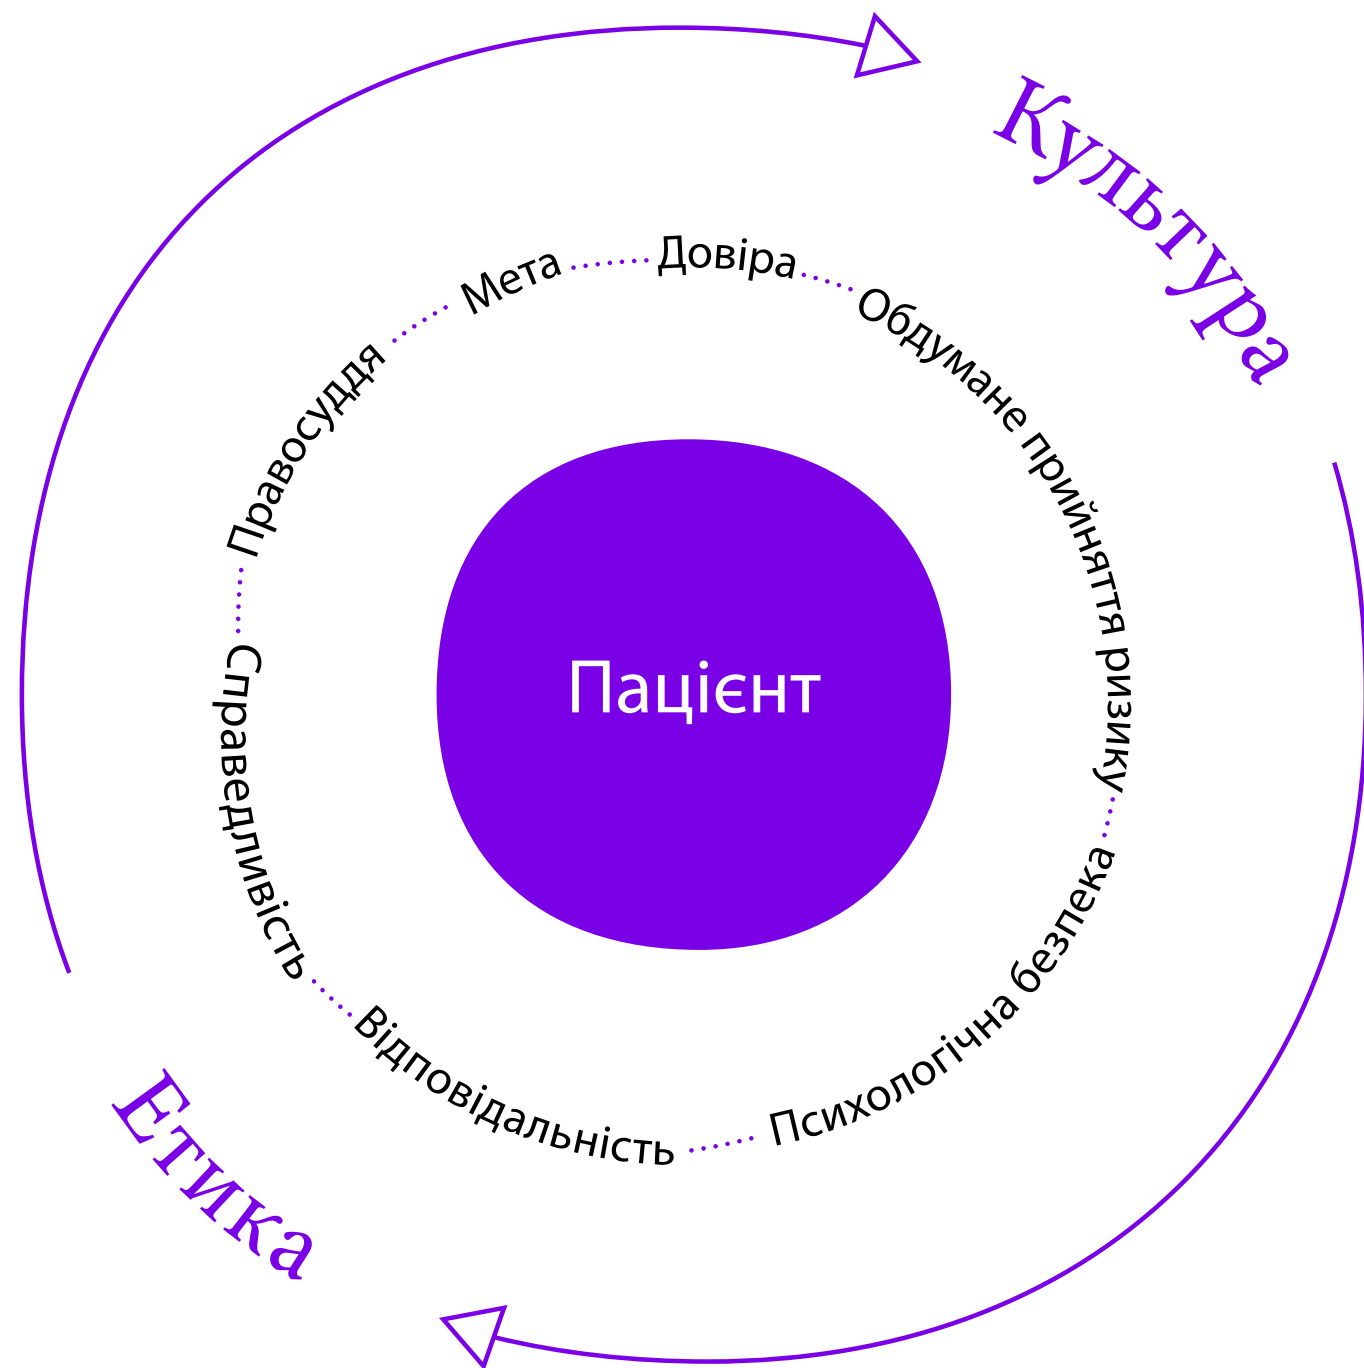 Культура
Мета
Довіра
Обдумане прийняття ризику
Психологічна безпека
Відповідальність
Справедливість
Правосуддя
Пацієнт
Етика